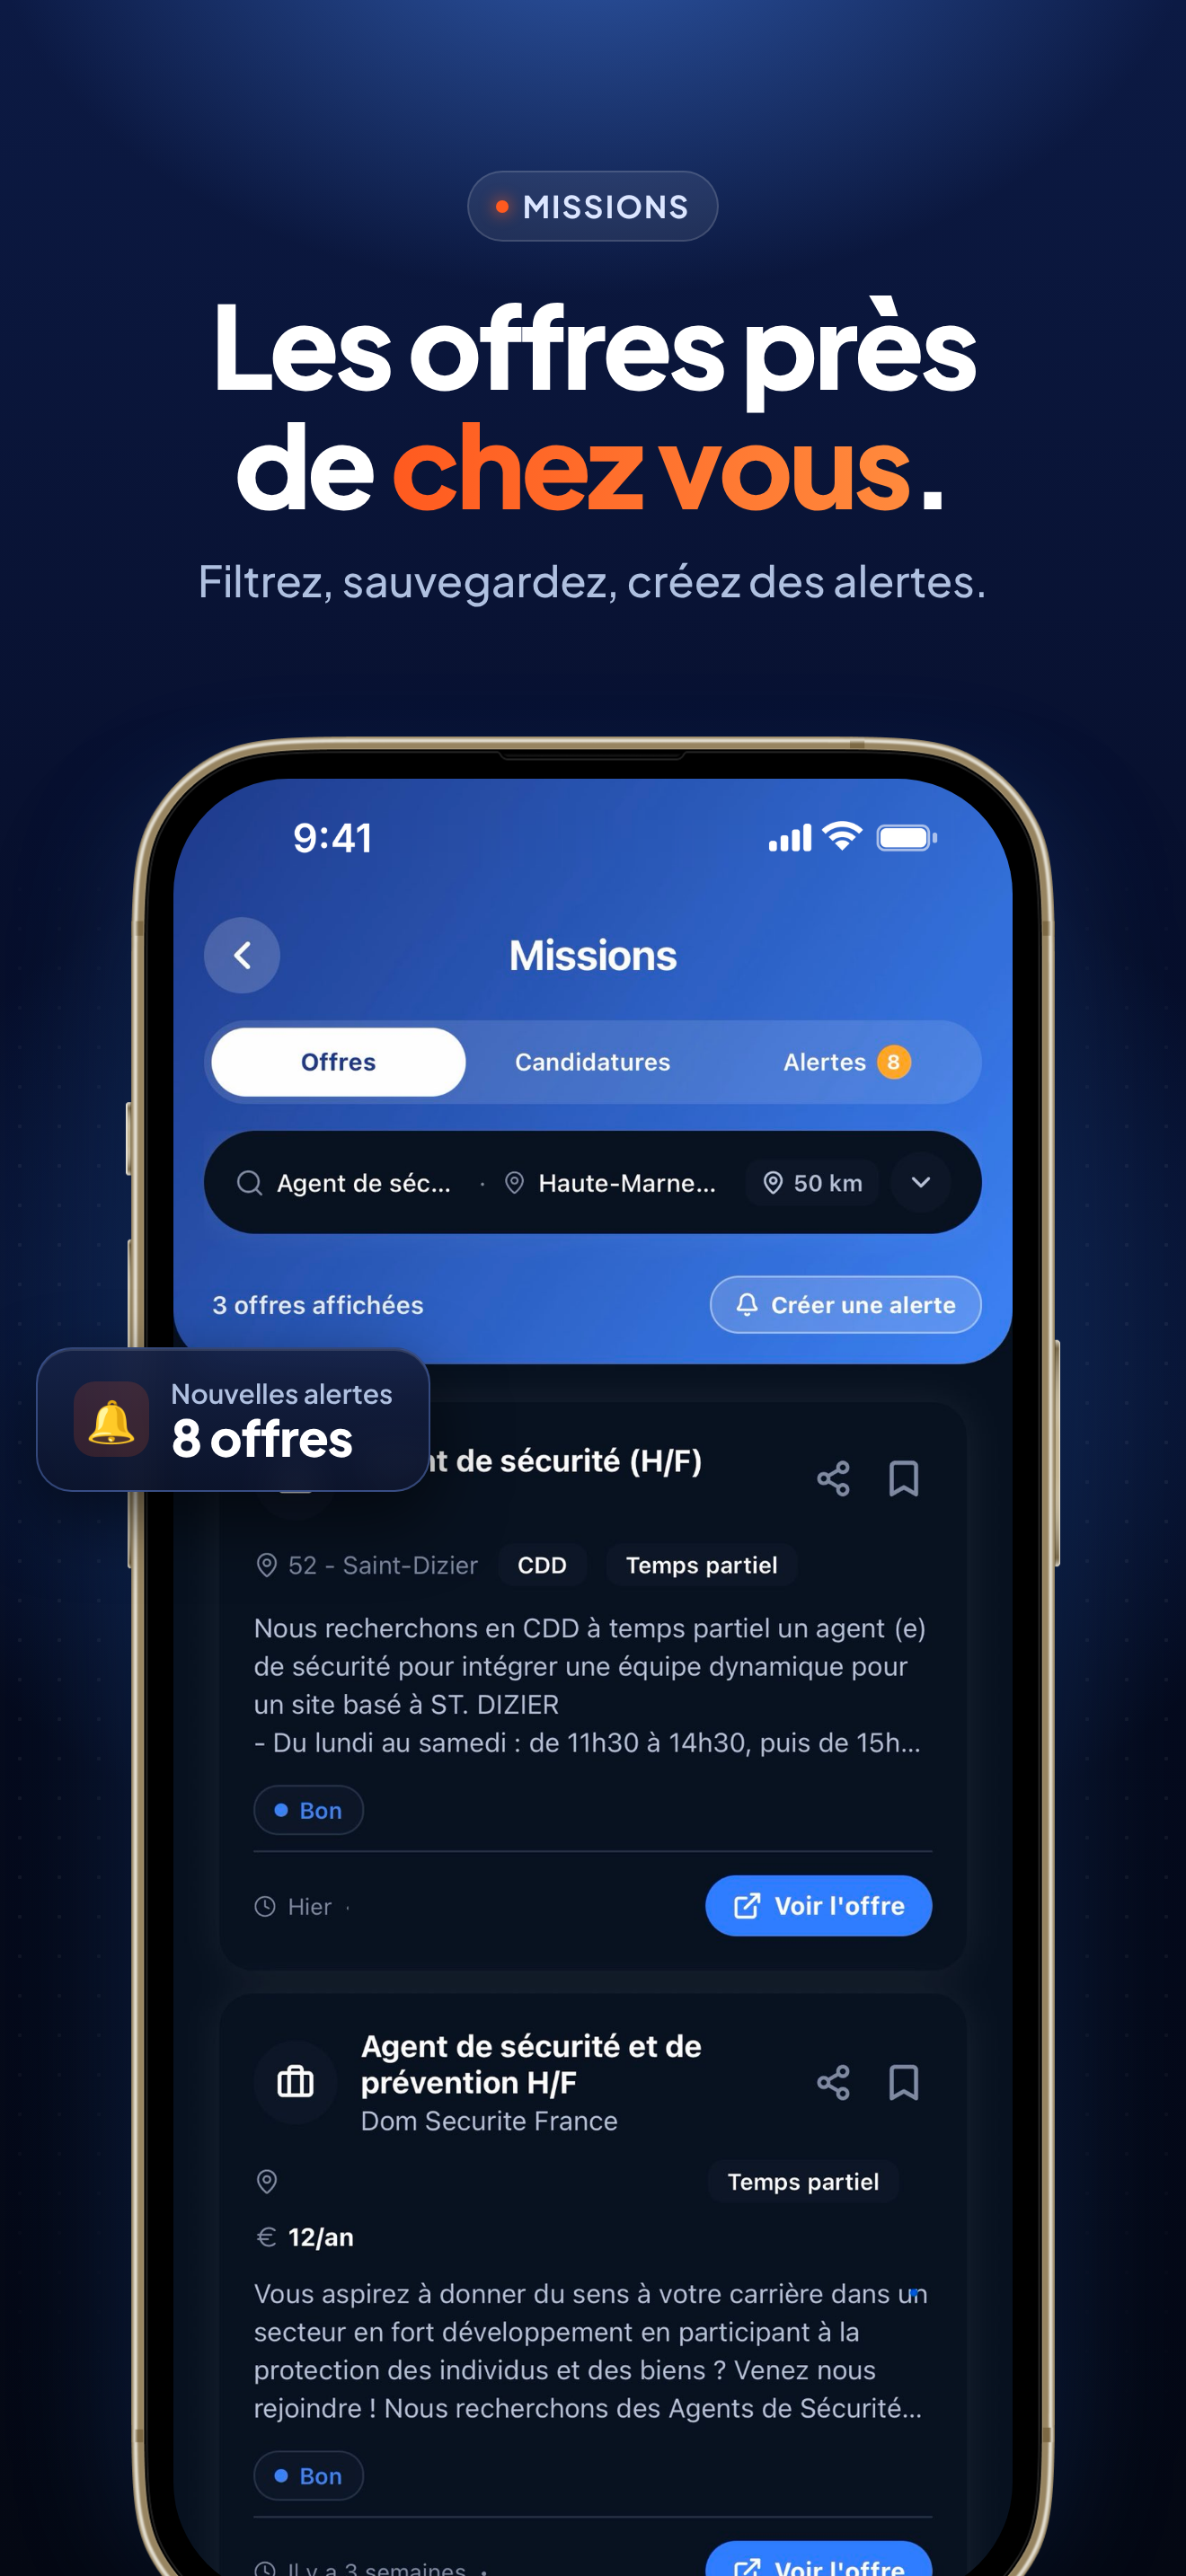 MISSIONS
Les offres près
de chez vous.
Filtrez, sauvegardez, créez des alertes.
9:41
Missions
Offres
Candidatures
Alertes 8
Agent de séc... · Haute-Marne... 50 km
3 offres affichées
Créer une alerte
Nouvelles alertes
8 offres
de sécurité (H/F)
52 - Saint-Dizier CDD Temps partiel
Nous recherchons en CDD à temps partiel un agent (e)
de sécurité pour intégrer une équipe dynamique pour
un site basé à ST. DIZIER
- Du lundi au samedi : de 11h30 à 14h30, puis de 15h...
Bon
Hier ·
Voir l'offre
Agent de sécurité et de
prévention H/F
Dom Securite France
Temps partiel
€ 12/an
Vous aspirez à donner du sens à votre carrière dans un
secteur en fort développement en participant à la
protection des individus et des biens ? Venez nous
rejoindre ! Nous recherchons des Agents de Sécurité...
Bon
Il y a 3 semaines ·
Voir l'offre